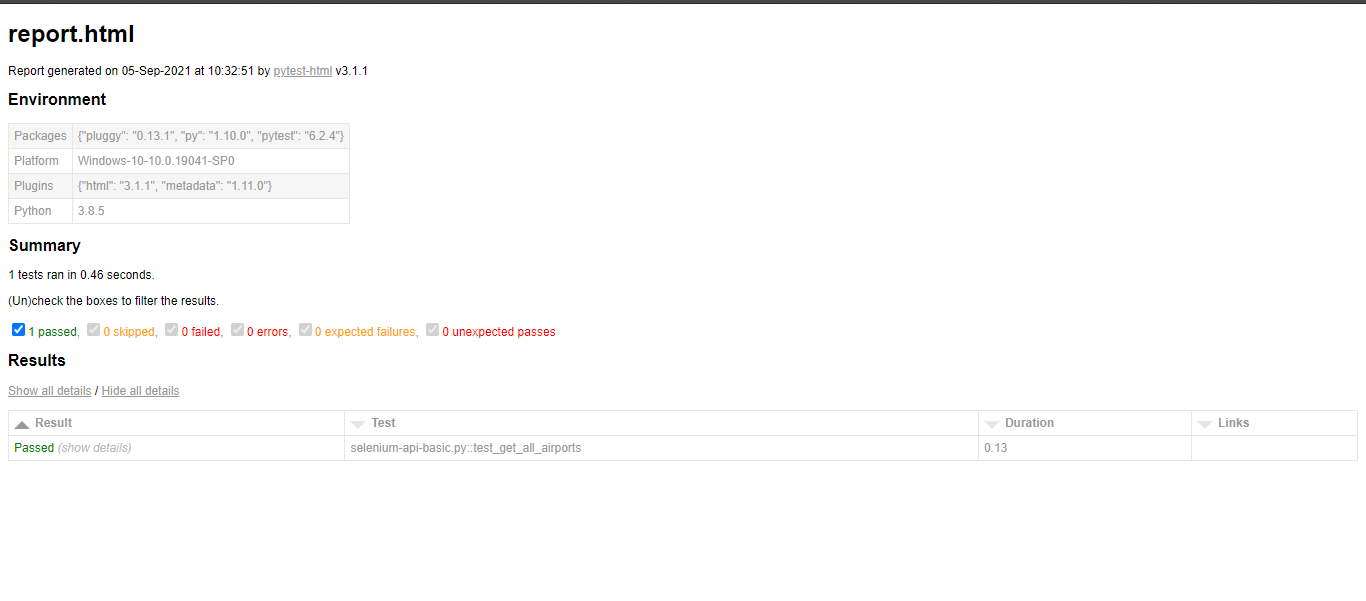 report.html
Report generated on 05-Sep-2021 at 10:32:51 by pytest-html v3.1.1
Environment
Packages {"pluggy": "0.13.1", "py": "1.10.0", "pytest": "6.2.4"}
Platform Windows-10-10.0.19041-SP0
Plugins {"html": "3.1.1", "metadata": "1.11.0"}
Python 3.8.5
Summary
1 tests ran in 0.46 seconds.
(Un)check the boxes to filter the results.
1 passed, 0 skipped, 0 failed, 0 errors, 0 expected failures, 0 unexpected passes
Results
Show all details / Hide all details
Result Test Duration Links
Passed (show details) selenium-api-basic.py::test_get_all_airports 0.13